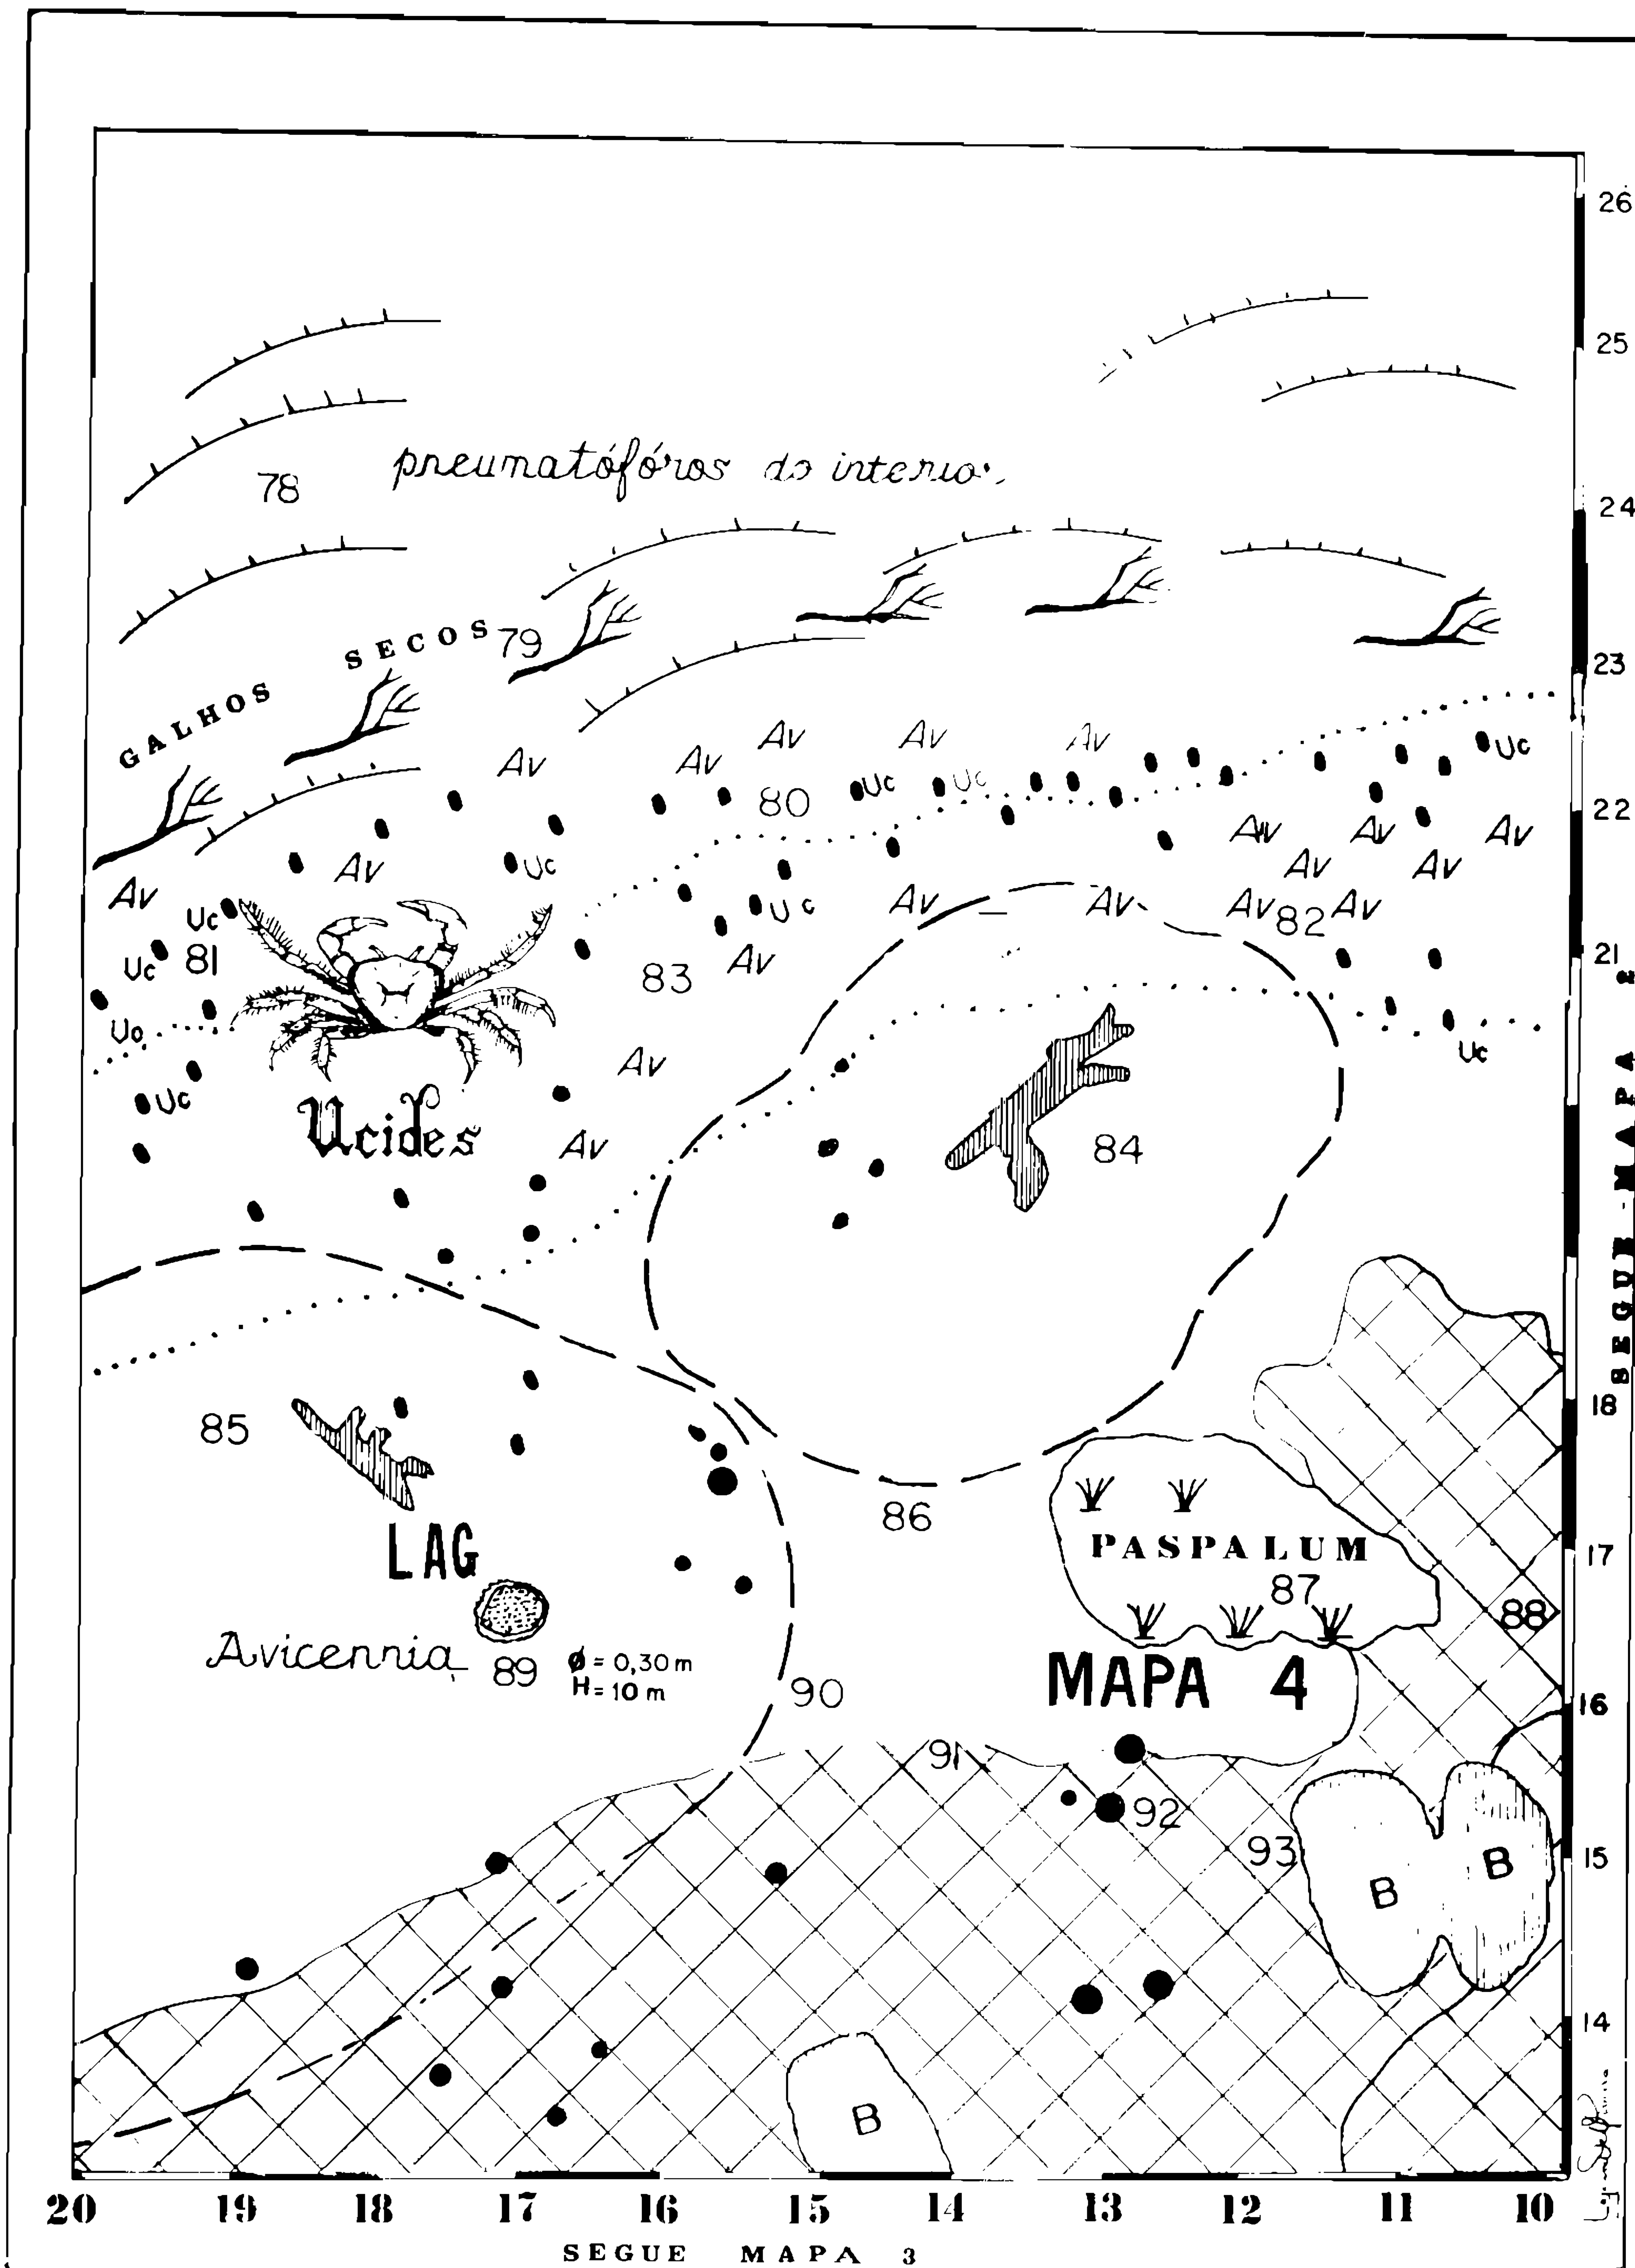 26
25
pneumatófóros do interior
78
24
GALHOS SECOS 79
23
Av Av Av
Av Av
Uc
Uc Uc
80
22
Av Av Av
Av Uc
Av Av
Av Uc Av Av Av 82 Av
Uc
Uc 81
21
83 Av
Uc
Av
Uc
Ucides
Av
84
SEGUE MAPA 2
18
85
86
LAG
PASPALUM
17
87
88
Avicennia 89
Ø = 0,30 m
H = 10 m
90
MAPA 4
16
91
92
93
B
B
15
14
B
20 19 18 17 16 15 14 13 12 11 10
SEGUE MAPA 3